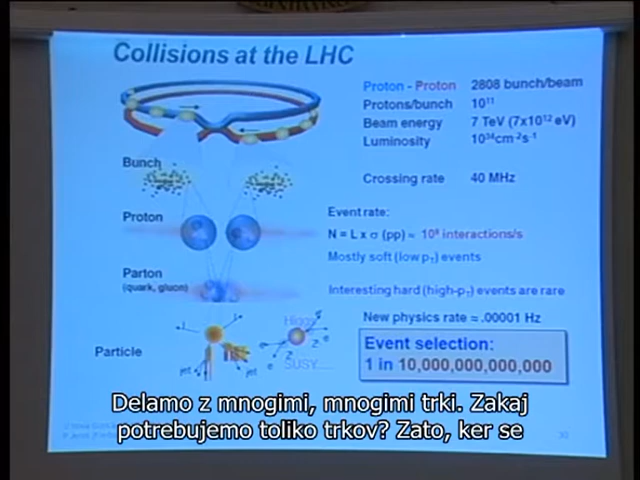 Collisions at the LHC
Proton - Proton 2808 bunch/beam
Protons/bunch 10¹¹
Beam energy 7 TeV (7x10¹² eV)
Luminosity 10³⁴cm⁻²s⁻¹
Bunch
Crossing rate 40 MHz
Proton
Event rate:
N = L x σ (pp) ≈ 10⁹ interactions/s
Mostly soft (low pT) events
Parton
(quark, gluon)
Interesting hard (high-pT) events are rare
New physics rate ≈ .00001 Hz
Particle
Higgs
SUSY.....
jet
jet
Event selection:
1 in 10,000,000,000,000
Delamo z mnogimi, mnogimi trki. Zakaj
potrebujemo toliko trkov? Zato, ker se